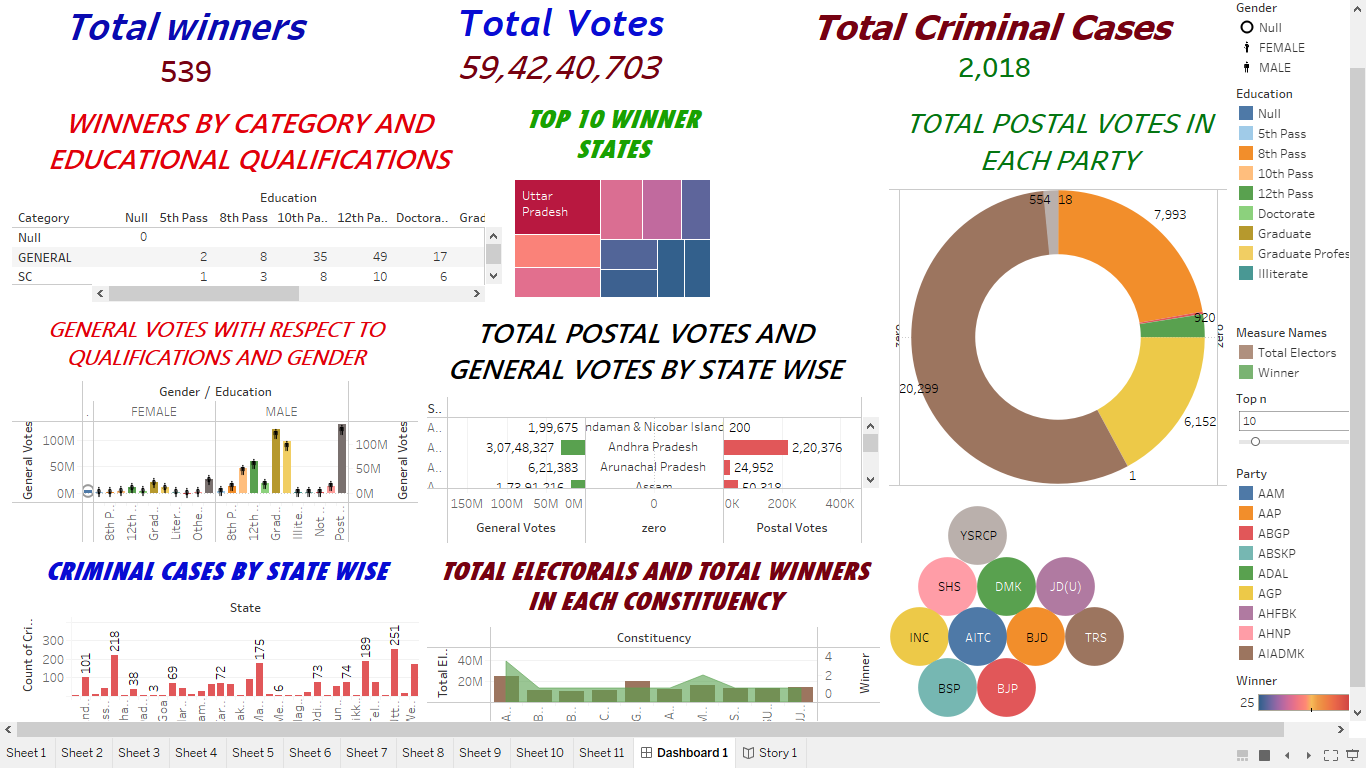 Total winners
539
Total Votes
59,42,40,703
Total Criminal Cases
2,018
WINNERS BY CATEGORY AND
EDUCATIONAL QUALIFICATIONS
Education
Category Null 5th Pass 8th Pass 10th Pa.. 12th Pa.. Doctora.. Grad
Null 0
GENERAL 2 8 35 49 17
SC 1 3 8 10 6
TOP 10 WINNER
STATES
Uttar
Pradesh
TOTAL POSTAL VOTES IN
EACH PARTY
554 18
7,993
920
zero
zero
20,299
6,152
1
GENERAL VOTES WITH RESPECT TO
QUALIFICATIONS AND GENDER
Gender / Education
FEMALE MALE
General Votes
100M
50M
0M
100M
50M
0M
General Votes
8th P..
12th ..
Grad..
Liter..
Othe..
8th P..
12th ..
Grad..
Illite..
Not ..
Post..
TOTAL POSTAL VOTES AND
GENERAL VOTES BY STATE WISE
S..
A.. 1,99,675 ndaman & Nicobar Island 200
A.. 3,07,48,327 Andhra Pradesh 2,20,376
A.. 6,21,383 Arunachal Pradesh 24,952
A.. 1,73,91,216 Assam 50,318
150M 100M 50M 0M 0 0K 200K 400K
General Votes zero Postal Votes
CRIMINAL CASES BY STATE WISE
State
Count of Cri..
300
200
100
101
218
38
3
69
72
175
6
73
74
189
251
nd..
ss..
ha..
ad..
Goa
lar..
am..
ar..
ak..
Ma..
Me..
lag..
Odi..
un..
ikk..
Tel..
Utt..
We..
TOTAL ELECTORALS AND TOTAL WINNERS
IN EACH CONSTITUENCY
Constituency
Total El..
40M
20M
4
2
0
Winner
A..
B..
B..
C..
G..
A..
M..
S..
YSRCP
SHS DMK JD(U)
INC AITC BJD TRS
BSP BJP
Gender
Null
FEMALE
MALE
Education
Null
5th Pass
8th Pass
10th Pass
12th Pass
Doctorate
Graduate
Graduate Profes
Illiterate
Measure Names
Total Electors
Winner
Top n
10
Party
AAM
AAP
ABGP
ABSKP
ADAL
AGP
AHFBK
AHNP
AIADMK
Winner
25
Sheet 1 Sheet 2 Sheet 3 Sheet 4 Sheet 5 Sheet 6 Sheet 7 Sheet 8 Sheet 9 Sheet 10 Sheet 11 Dashboard 1 Story 1